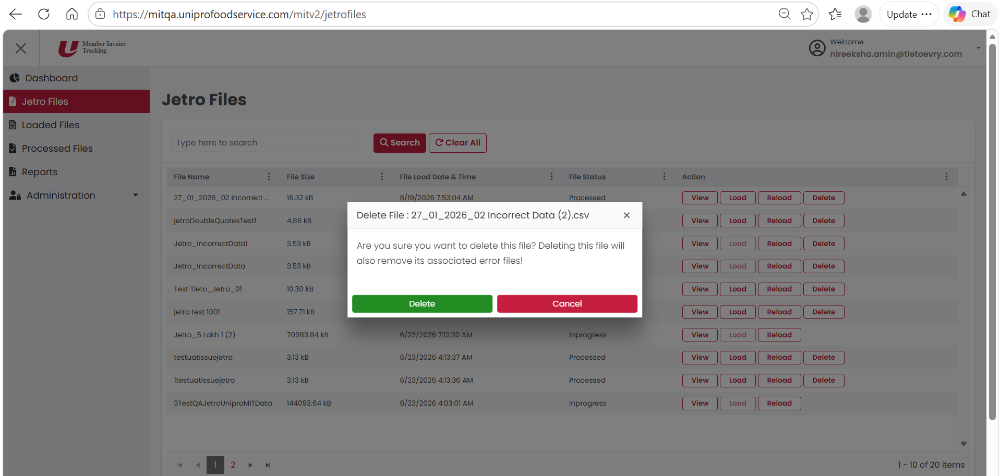 https://mitqa.uniprofoodservice.com/mitv2/jetrofiles
Update
Chat
Member Invoice
Tracking
Welcome
nireeksha.amin@tietoevry.com
Dashboard
Jetro Files
Loaded Files
Processed Files
Reports
Administration
Jetro Files
Type here to search
Search
Clear All
File Name File Size File Load Date & Time File Status Action
27_01_2026_02 Incorrect ... 16.32 kB 8/19/2026 7:53:04 AM Processed View Load Reload Delete
jetroDoubleQuotesTest1 4.86 kB View Load Reload Delete
Jetro_IncorrectData1 3.53 kB View Load Reload Delete
Jetro_IncorrectData 3.53 kB View Load Reload Delete
Test Tieto_Jetro_01 10.30 kB View Load Reload Delete
jetro test 1001 157.71 kB View Load Reload Delete
Jetro_5 Lakh 1 (2) 70989.84 kB 6/23/2026 7:12:30 AM Inprogress View Load Reload
testuatissuejetro 3.13 kB 6/23/2026 4:13:37 AM Processed View Load Reload Delete
1testuatissuejetro 3.13 kB 6/23/2026 4:13:36 AM Processed View Load Reload Delete
3TestQAJetroUniproMITData 144093.64 kB 6/23/2026 4:03:01 AM Inprogress View Load Reload
Delete File : 27_01_2026_02 Incorrect Data (2).csv
Are you sure you want to delete this file? Deleting this file will
also remove its associated error files!
Delete Cancel
1 2 1 - 10 of 20 items